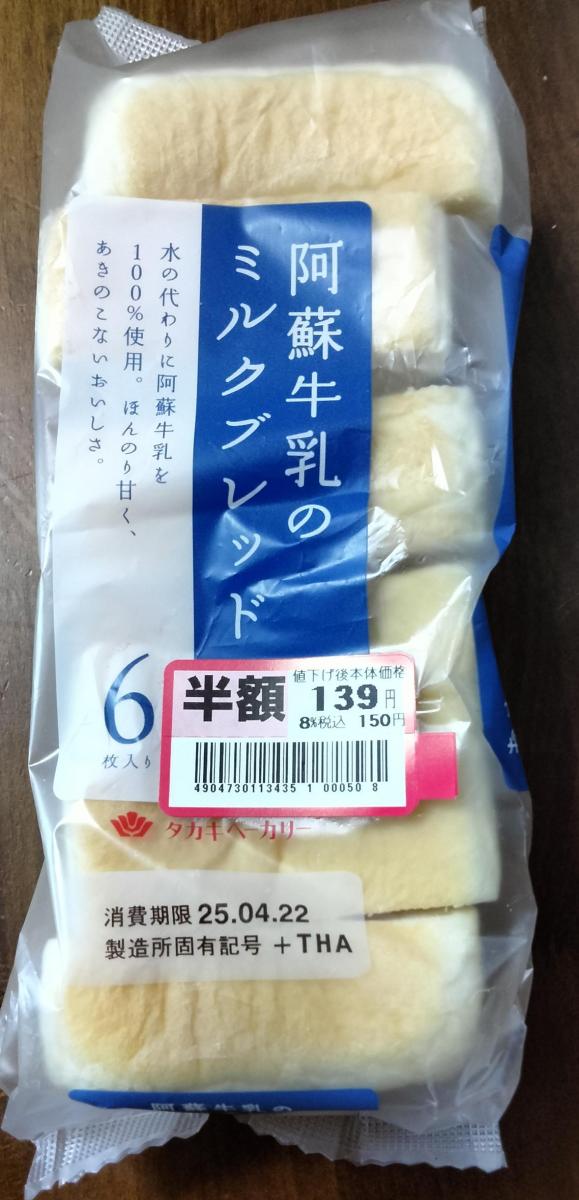 阿蘇牛乳の
ミルクブレッド
水の代わりに阿蘇牛乳を
100%使用。ほんのり甘く、
あきのこないおいしさ。
6
枚入り
半額
値下げ後本体価格
139円
8%税込 150円
4904730113435 1 00050 8
タカキベーカリー
消費期限 25.04.22
製造所固有記号 +THA
阿蘇牛乳の